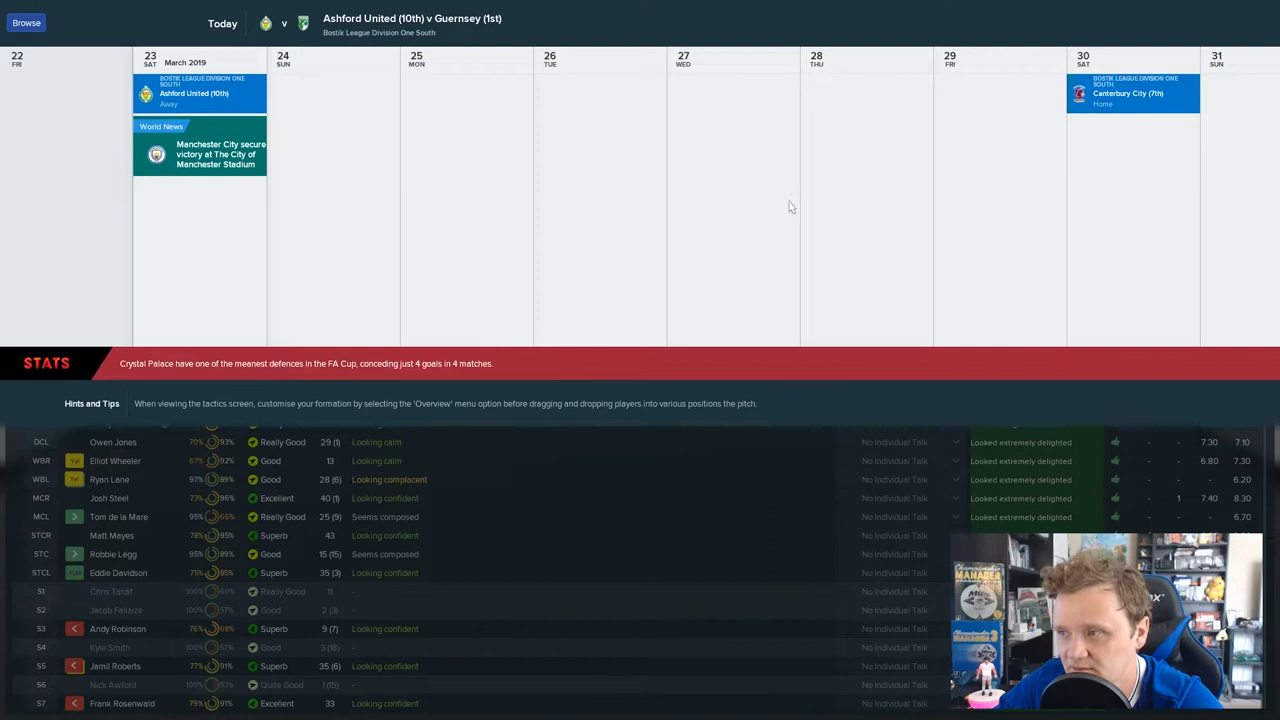 Browse
Today
v
Ashford United (10th) v Guernsey (1st)
Bostik League Division One South
22
FRI
23
SAT
March 2019
24
SUN
25
MON
26
TUE
27
WED
28
THU
29
FRI
30
SAT
31
SUN
BOSTIK LEAGUE DIVISION ONE
SOUTH
Ashford United (10th)
Away
World News
Manchester City secure
victory at The City of
Manchester Stadium
BOSTIK LEAGUE DIVISION ONE
SOUTH
Canterbury City (7th)
Home
STATS
Crystal Palace have one of the meanest defences in the FA Cup, conceding just 4 goals in 4 matches.
Hints and Tips
When viewing the tactics screen, customise your formation by selecting the 'Overview' menu option before dragging and dropping players into various positions the pitch.
DCL Owen Jones 70% 93% Really Good 29 (1) Looking calm No Individual Talk Looked extremely delighted - - 7.30 7.10
WBR Yel Elliot Wheeler 67% 92% Good 13 Looking calm No Individual Talk Looked extremely delighted - - 6.80 7.30
WBL Yel Ryan Lane 97% 89% Good 28 (6) Looking complacent No Individual Talk Looked extremely delighted - - - 6.20
MCR Josh Steel 73% 96% Excellent 40 (1) Looking confident No Individual Talk Looked extremely delighted - 1 7.40 8.30
MCL Tom de la Mare 95% 66% Really Good 25 (9) Seems composed No Individual Talk Looked extremely delighted - - - 6.70
STCR Matt Mayes 78% 95% Superb 43 Looking confident No Individual Talk
STC Robbie Legg 95% 89% Good 15 (15) Seems composed No Individual Talk
STCL PoM Eddie Davidson 75% 85% Superb 35 (3) Looking confident No Individual Talk
S1 Chris Tardif 100% 60% Really Good 11 - No Individual Talk
S2 Jacob Fallaize 100% 57% Good 2 (3) - No Individual Talk
S3 Andy Robinson 76% 68% Superb 9 (7) Looking confident No Individual Talk
S4 Kyle Smith 100% 57% Good 3 (18) - No Individual Talk
S5 Jamil Roberts 77% 91% Superb 35 (6) Looking confident No Individual Talk
S6 Nick Awford 100% 53% Quite Good 1 (15) - No Individual Talk
S7 Frank Rosenwald 79% 91% Excellent 33 Looking confident No Individual Talk
Championship
MANAGER